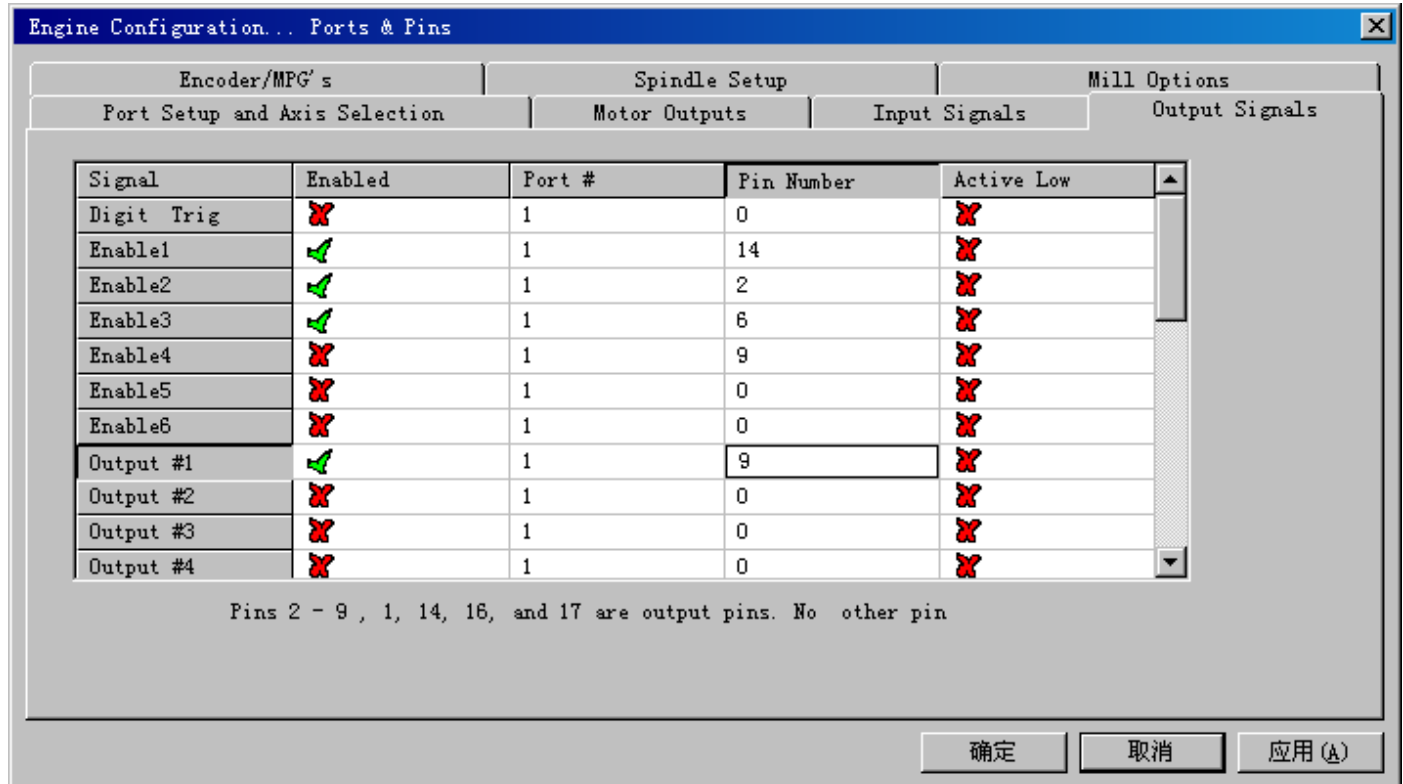 Engine Configuration... Ports & Pins
Encoder/MPG's Spindle Setup Mill Options
Port Setup and Axis Selection Motor Outputs Input Signals Output Signals
Signal Enabled Port # Pin Number Active Low
Digit Trig 1 0
Enable1 1 14
Enable2 1 2
Enable3 1 6
Enable4 1 9
Enable5 1 0
Enable6 1 0
Output #1 1 9
Output #2 1 0
Output #3 1 0
Output #4 1 0
Pins 2 - 9 , 1, 14, 16, and 17 are output pins. No other pin
确定 取消 应用(A)